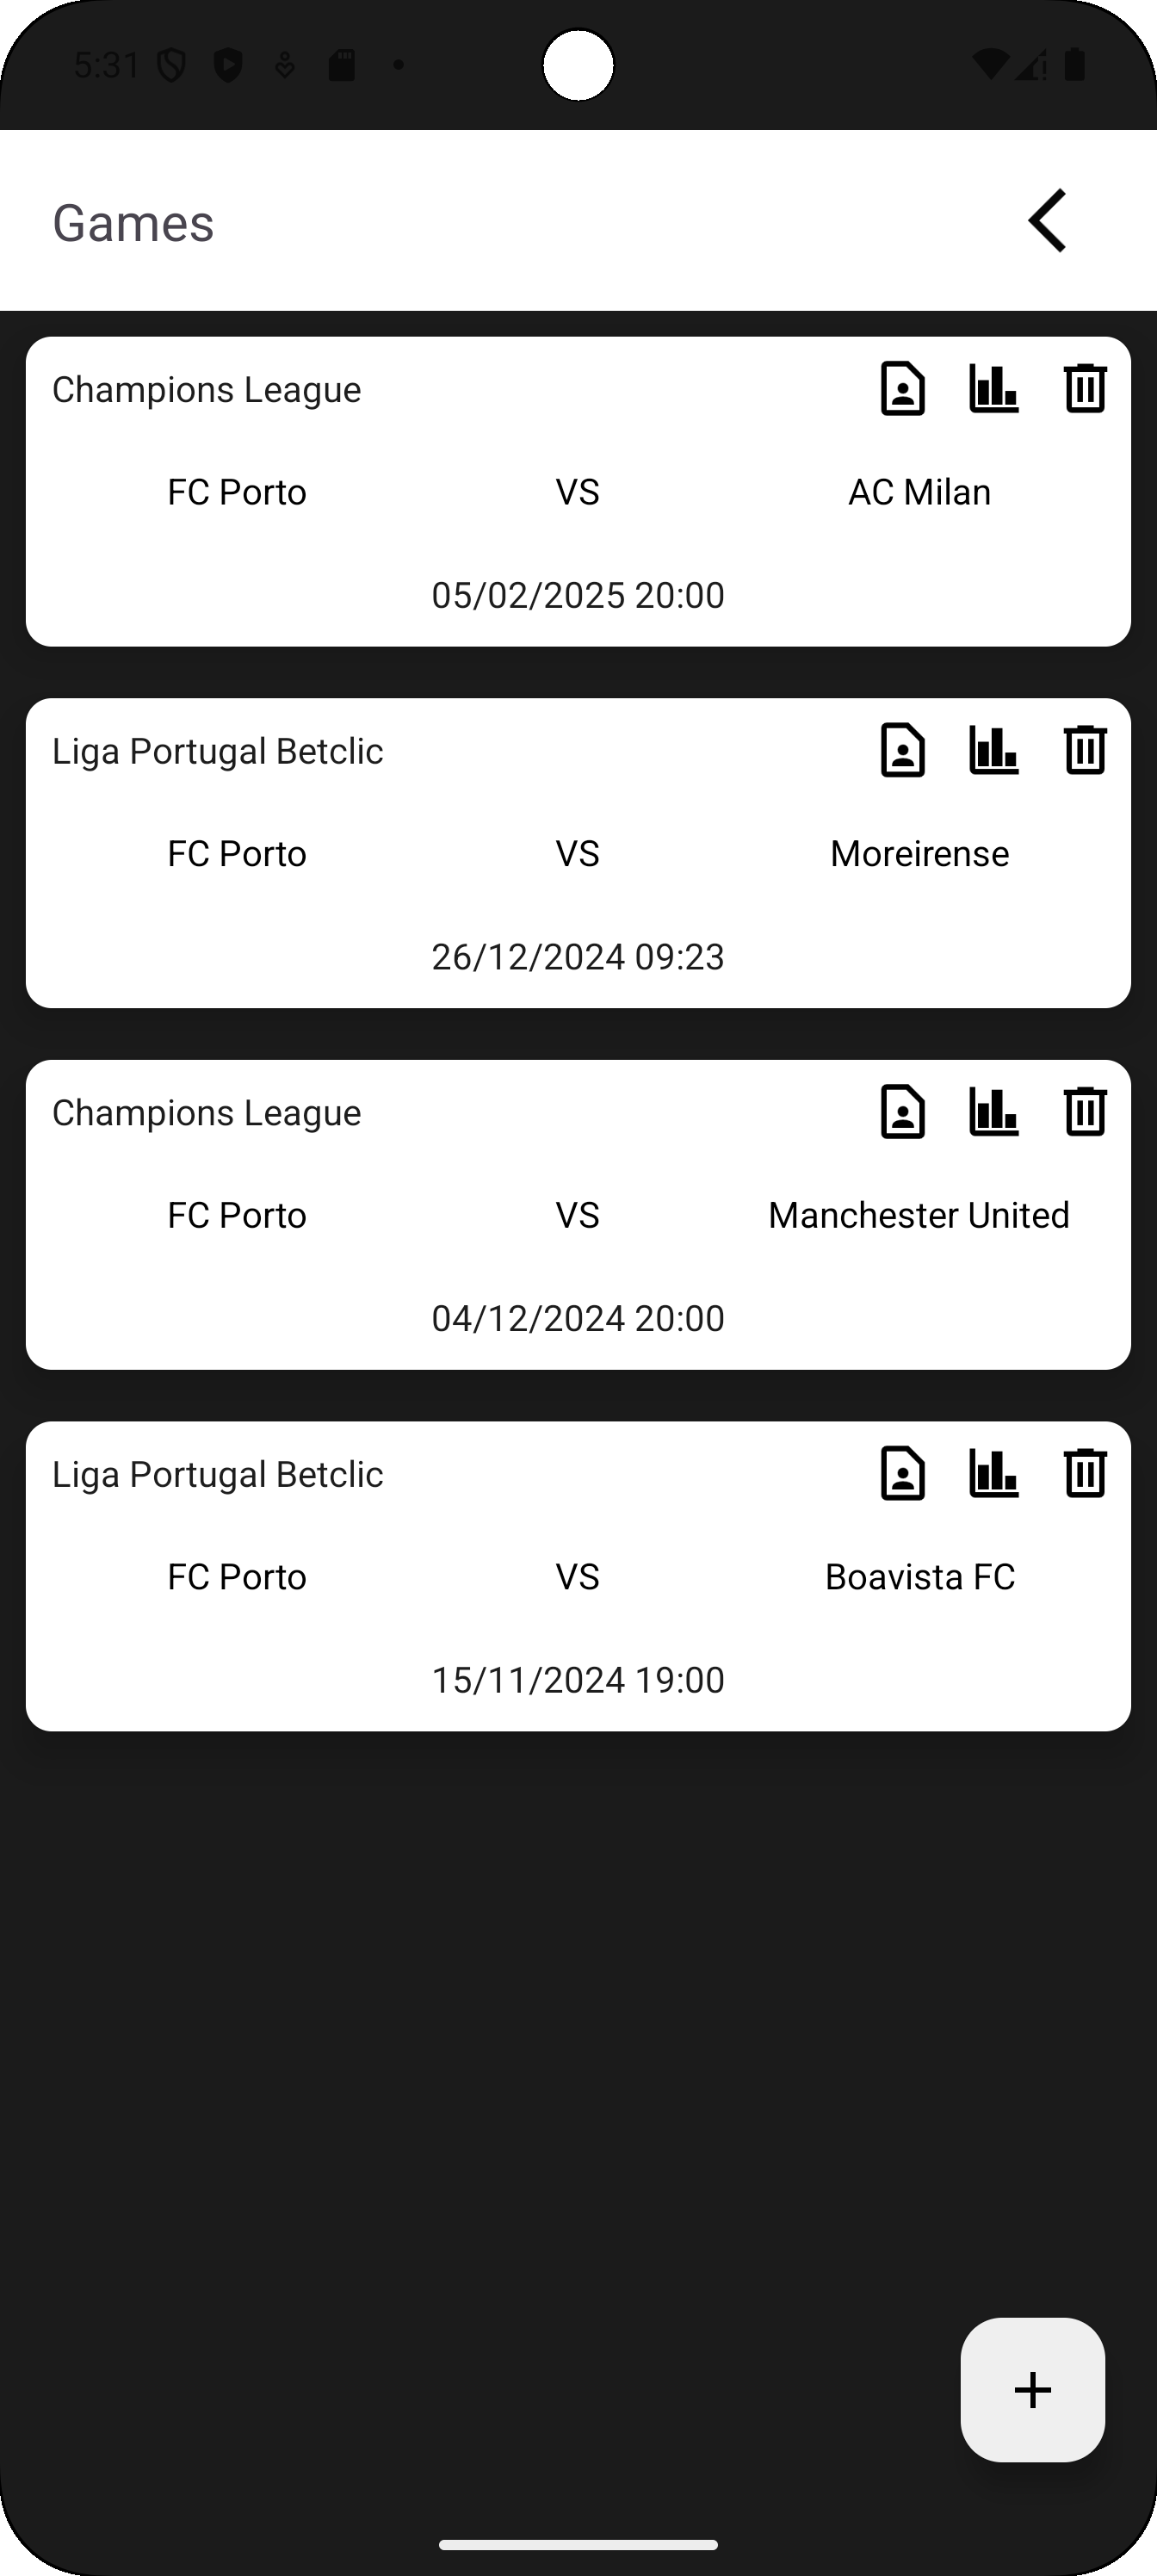 5:31
Games
Champions League
FC Porto VS AC Milan
05/02/2025 20:00
Liga Portugal Betclic
FC Porto VS Moreirense
26/12/2024 09:23
Champions League
FC Porto VS Manchester United
04/12/2024 20:00
Liga Portugal Betclic
FC Porto VS Boavista FC
15/11/2024 19:00